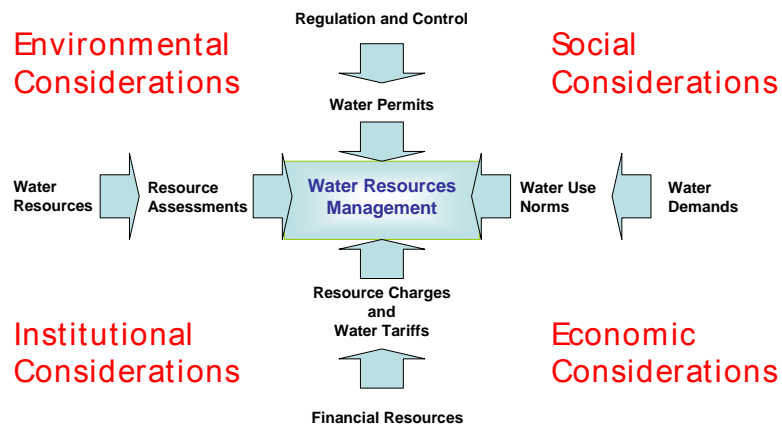 Regulation and Control
Environmental
Considerations
Social
Considerations
Water Permits
Water
Resources
Resource
Assessments
Water Resources
Management
Water Use
Norms
Water
Demands
Resource Charges
and
Water Tariffs
Institutional
Considerations
Economic
Considerations
Financial Resources